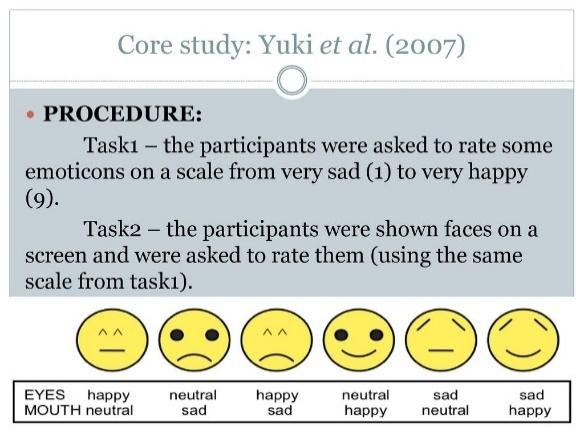 Core study: Yuki et al. (2007)
• PROCEDURE:
Task1 – the participants were asked to rate some
emoticons on a scale from very sad (1) to very happy
(9).
Task2 – the participants were shown faces on a
screen and were asked to rate them (using the same
scale from task1).
EYES happy neutral happy neutral sad sad
MOUTH neutral sad sad happy neutral happy